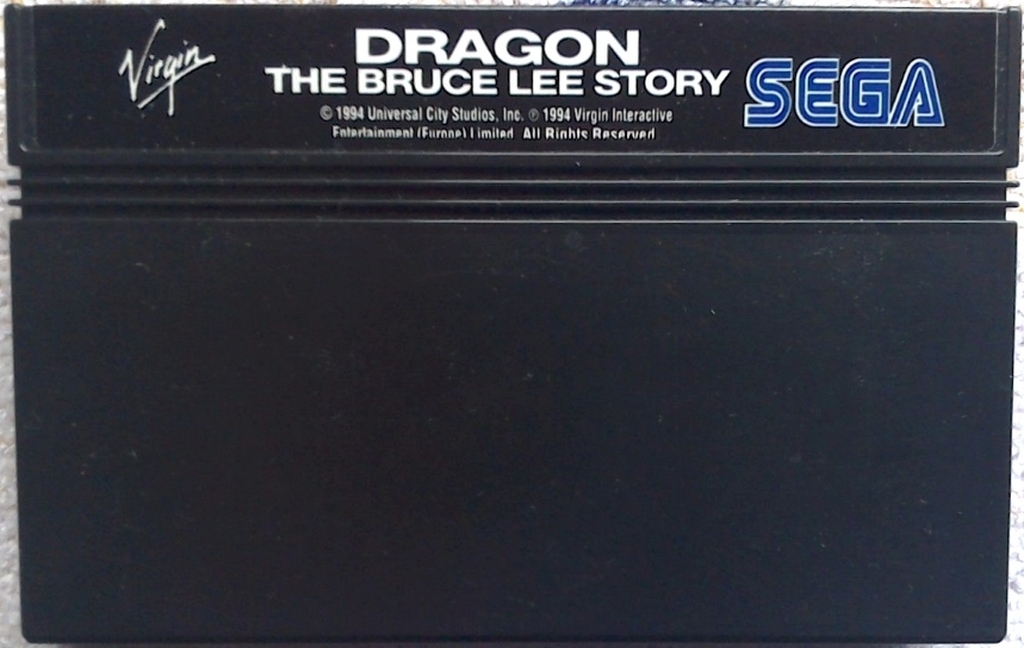 Virgin
DRAGON
THE BRUCE LEE STORY
SEGA
© 1994 Universal City Studios, Inc. ℗ 1994 Virgin Interactive
Entertainment (Europe) Limited. All Rights Reserved